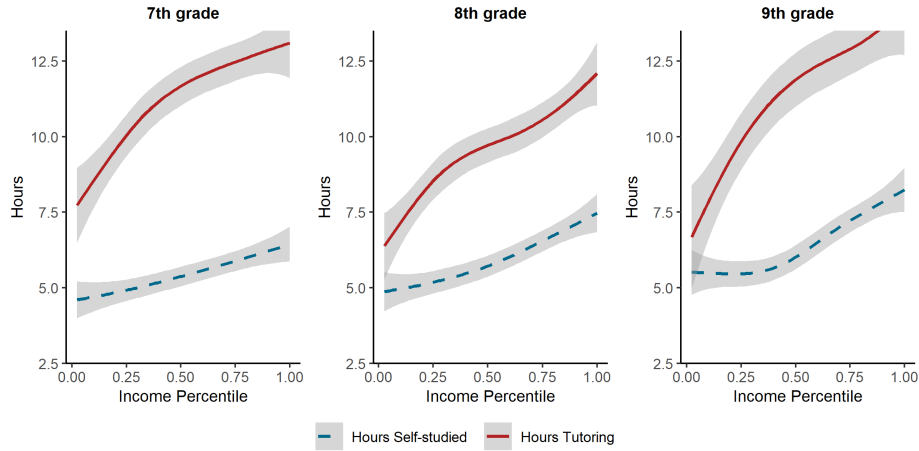 7th grade
8th grade
9th grade
Hours
12.5
10.0
7.5
5.0
2.5
0.00 0.25 0.50 0.75 1.00
Income Percentile
Hours
12.5
10.0
7.5
5.0
2.5
0.00 0.25 0.50 0.75 1.00
Income Percentile
Hours
12.5
10.0
7.5
5.0
2.5
0.00 0.25 0.50 0.75 1.00
Income Percentile
Hours Self-studied
Hours Tutoring